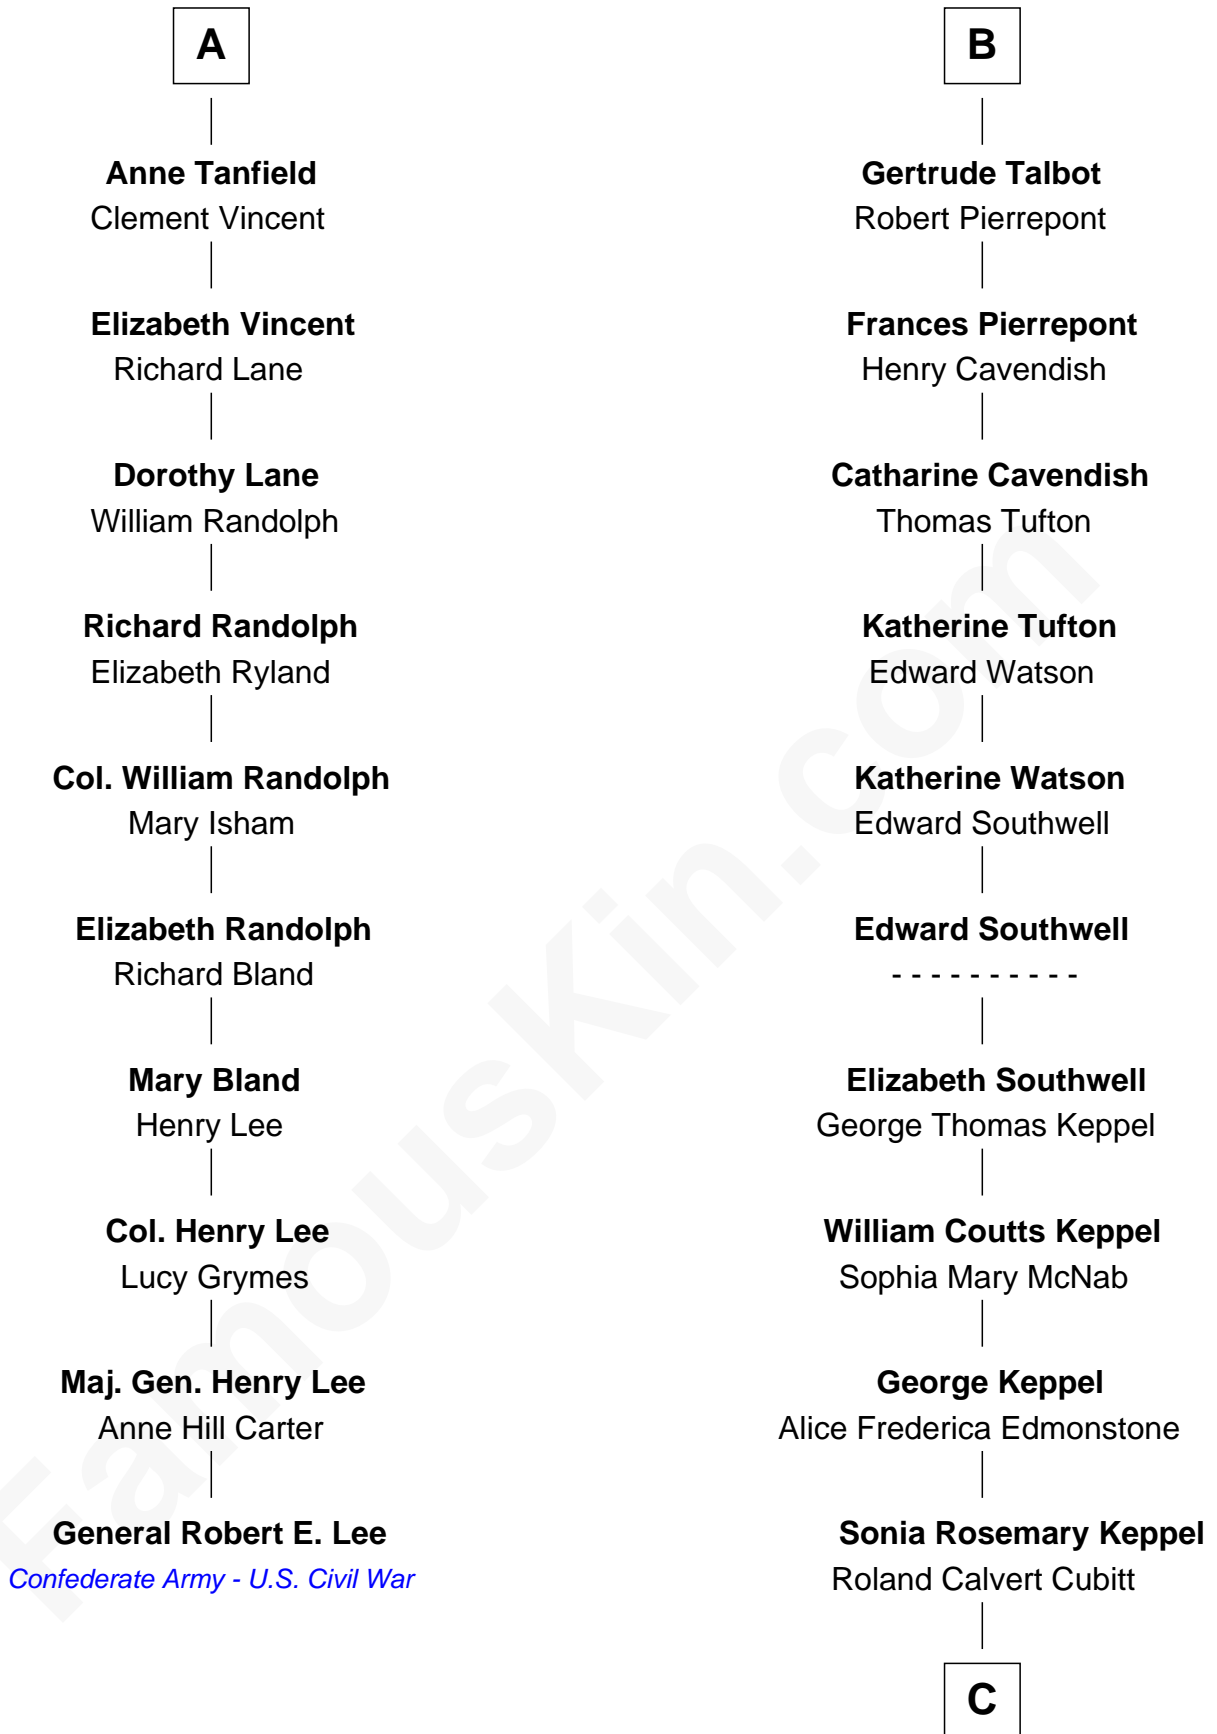 A
Anne Tanfield
Clement Vincent
Elizabeth Vincent
Richard Lane
Dorothy Lane
William Randolph
Richard Randolph
Elizabeth Ryland
Col. William Randolph
Mary Isham
Elizabeth Randolph
Richard Bland
Mary Bland
Henry Lee
Col. Henry Lee
Lucy Grymes
Maj. Gen. Henry Lee
Anne Hill Carter
General Robert E. Lee
Confederate Army - U.S. Civil War
B
Gertrude Talbot
Robert Pierrepont
Frances Pierrepont
Henry Cavendish
Catharine Cavendish
Thomas Tufton
Katherine Tufton
Edward Watson
Katherine Watson
Edward Southwell
Edward Southwell
- - - - - - - - - -
Elizabeth Southwell
George Thomas Keppel
William Coutts Keppel
Sophia Mary McNab
George Keppel
Alice Frederica Edmonstone
Sonia Rosemary Keppel
Roland Calvert Cubitt
C
FamousKin.com